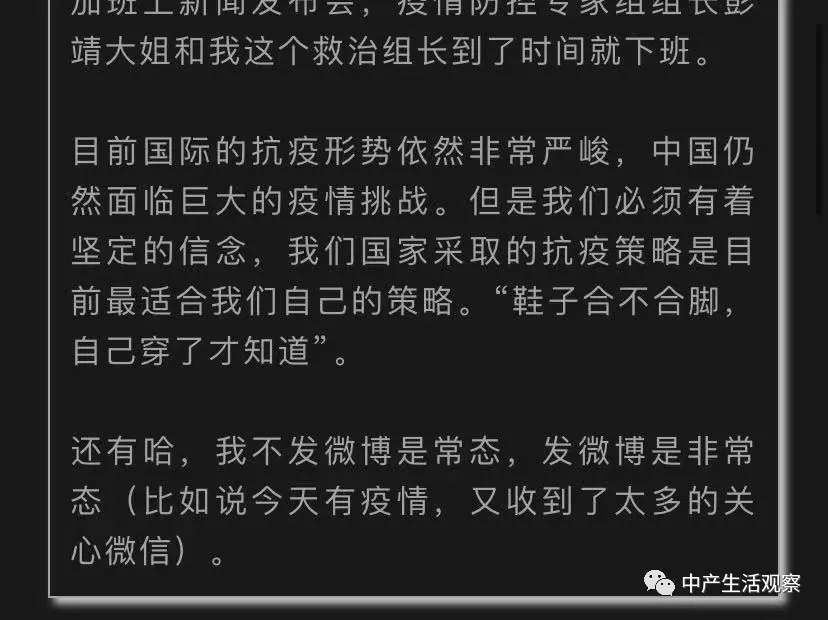 加班上新闻发布会，疫情防控专家组组长彭
靖大姐和我这个救治组长到了时间就下班。
目前国际的抗疫形势依然非常严峻，中国仍
然面临巨大的疫情挑战。但是我们必须有着
坚定的信念，我们国家采取的抗疫策略是目
前最适合我们自己的策略。“鞋子合不合脚，
自己穿了才知道”。
还有哈，我不发微博是常态，发微博是非常
态（比如说今天有疫情，又收到了太多的关
心微信）。
中产生活观察